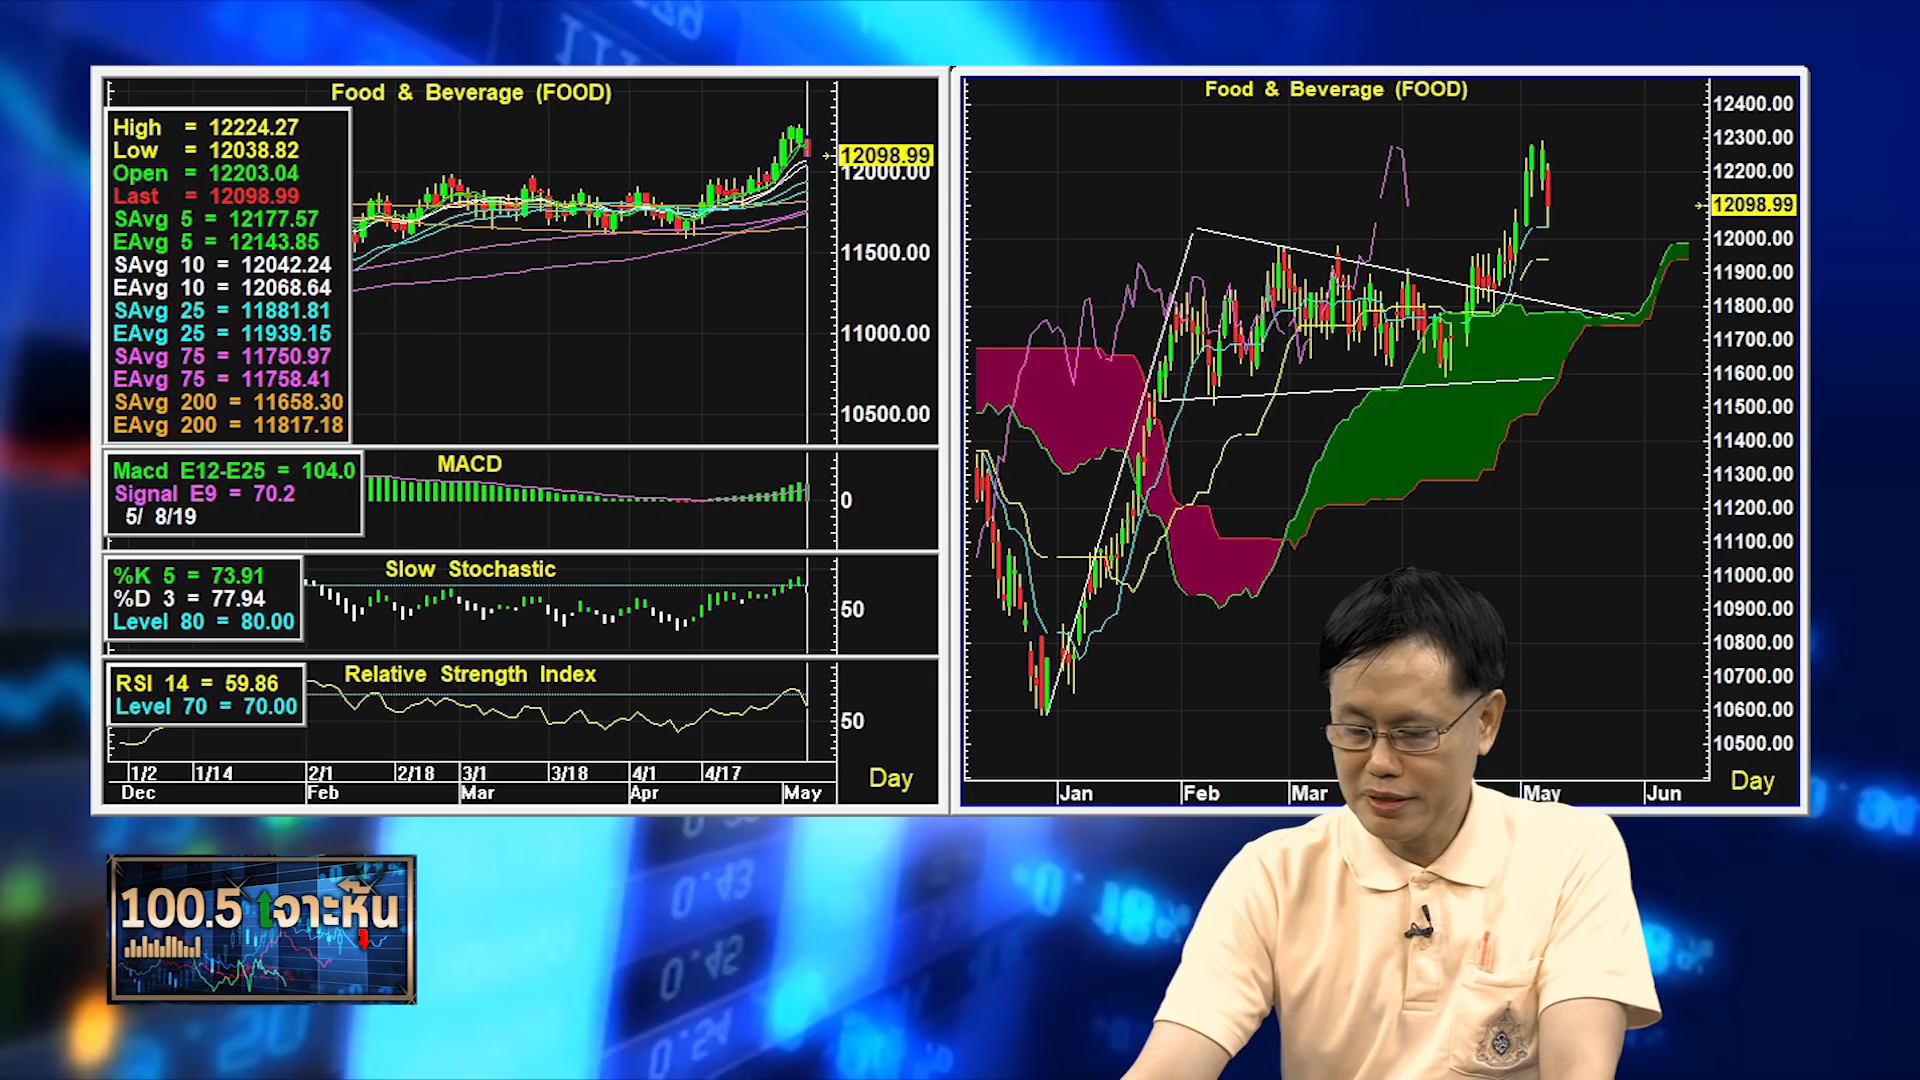 Food & Beverage (FOOD)
High = 12224.27
Low = 12038.82
Open = 12203.04
Last = 12098.99
SAvg 5 = 12177.57
EAvg 5 = 12143.85
SAvg 10 = 12042.24
EAvg 10 = 12068.64
SAvg 25 = 11881.81
EAvg 25 = 11939.15
SAvg 75 = 11750.97
EAvg 75 = 11758.41
SAvg 200 = 11658.30
EAvg 200 = 11817.18
12098.99
12000.00
11500.00
11000.00
10500.00
MACD
Macd E12-E25 = 104.0
Signal E9 = 70.2
5/ 8/19
0
Slow Stochastic
%K 5 = 73.91
%D 3 = 77.94
Level 80 = 80.00
50
Relative Strength Index
RSI 14 = 59.86
Level 70 = 70.00
50
1/2 1/14 2/1 2/18 3/1 3/18 4/1 4/17
Dec Feb Mar Apr May
Day
Food & Beverage (FOOD)
12400.00
12300.00
12200.00
12098.99
12000.00
11900.00
11800.00
11700.00
11600.00
11500.00
11400.00
11300.00
11200.00
11100.00
11000.00
10900.00
10800.00
10700.00
10600.00
10500.00
Jan Feb Mar May Jun
Day
100.5 เจาะหุ้น
0.43
0.45
0.54